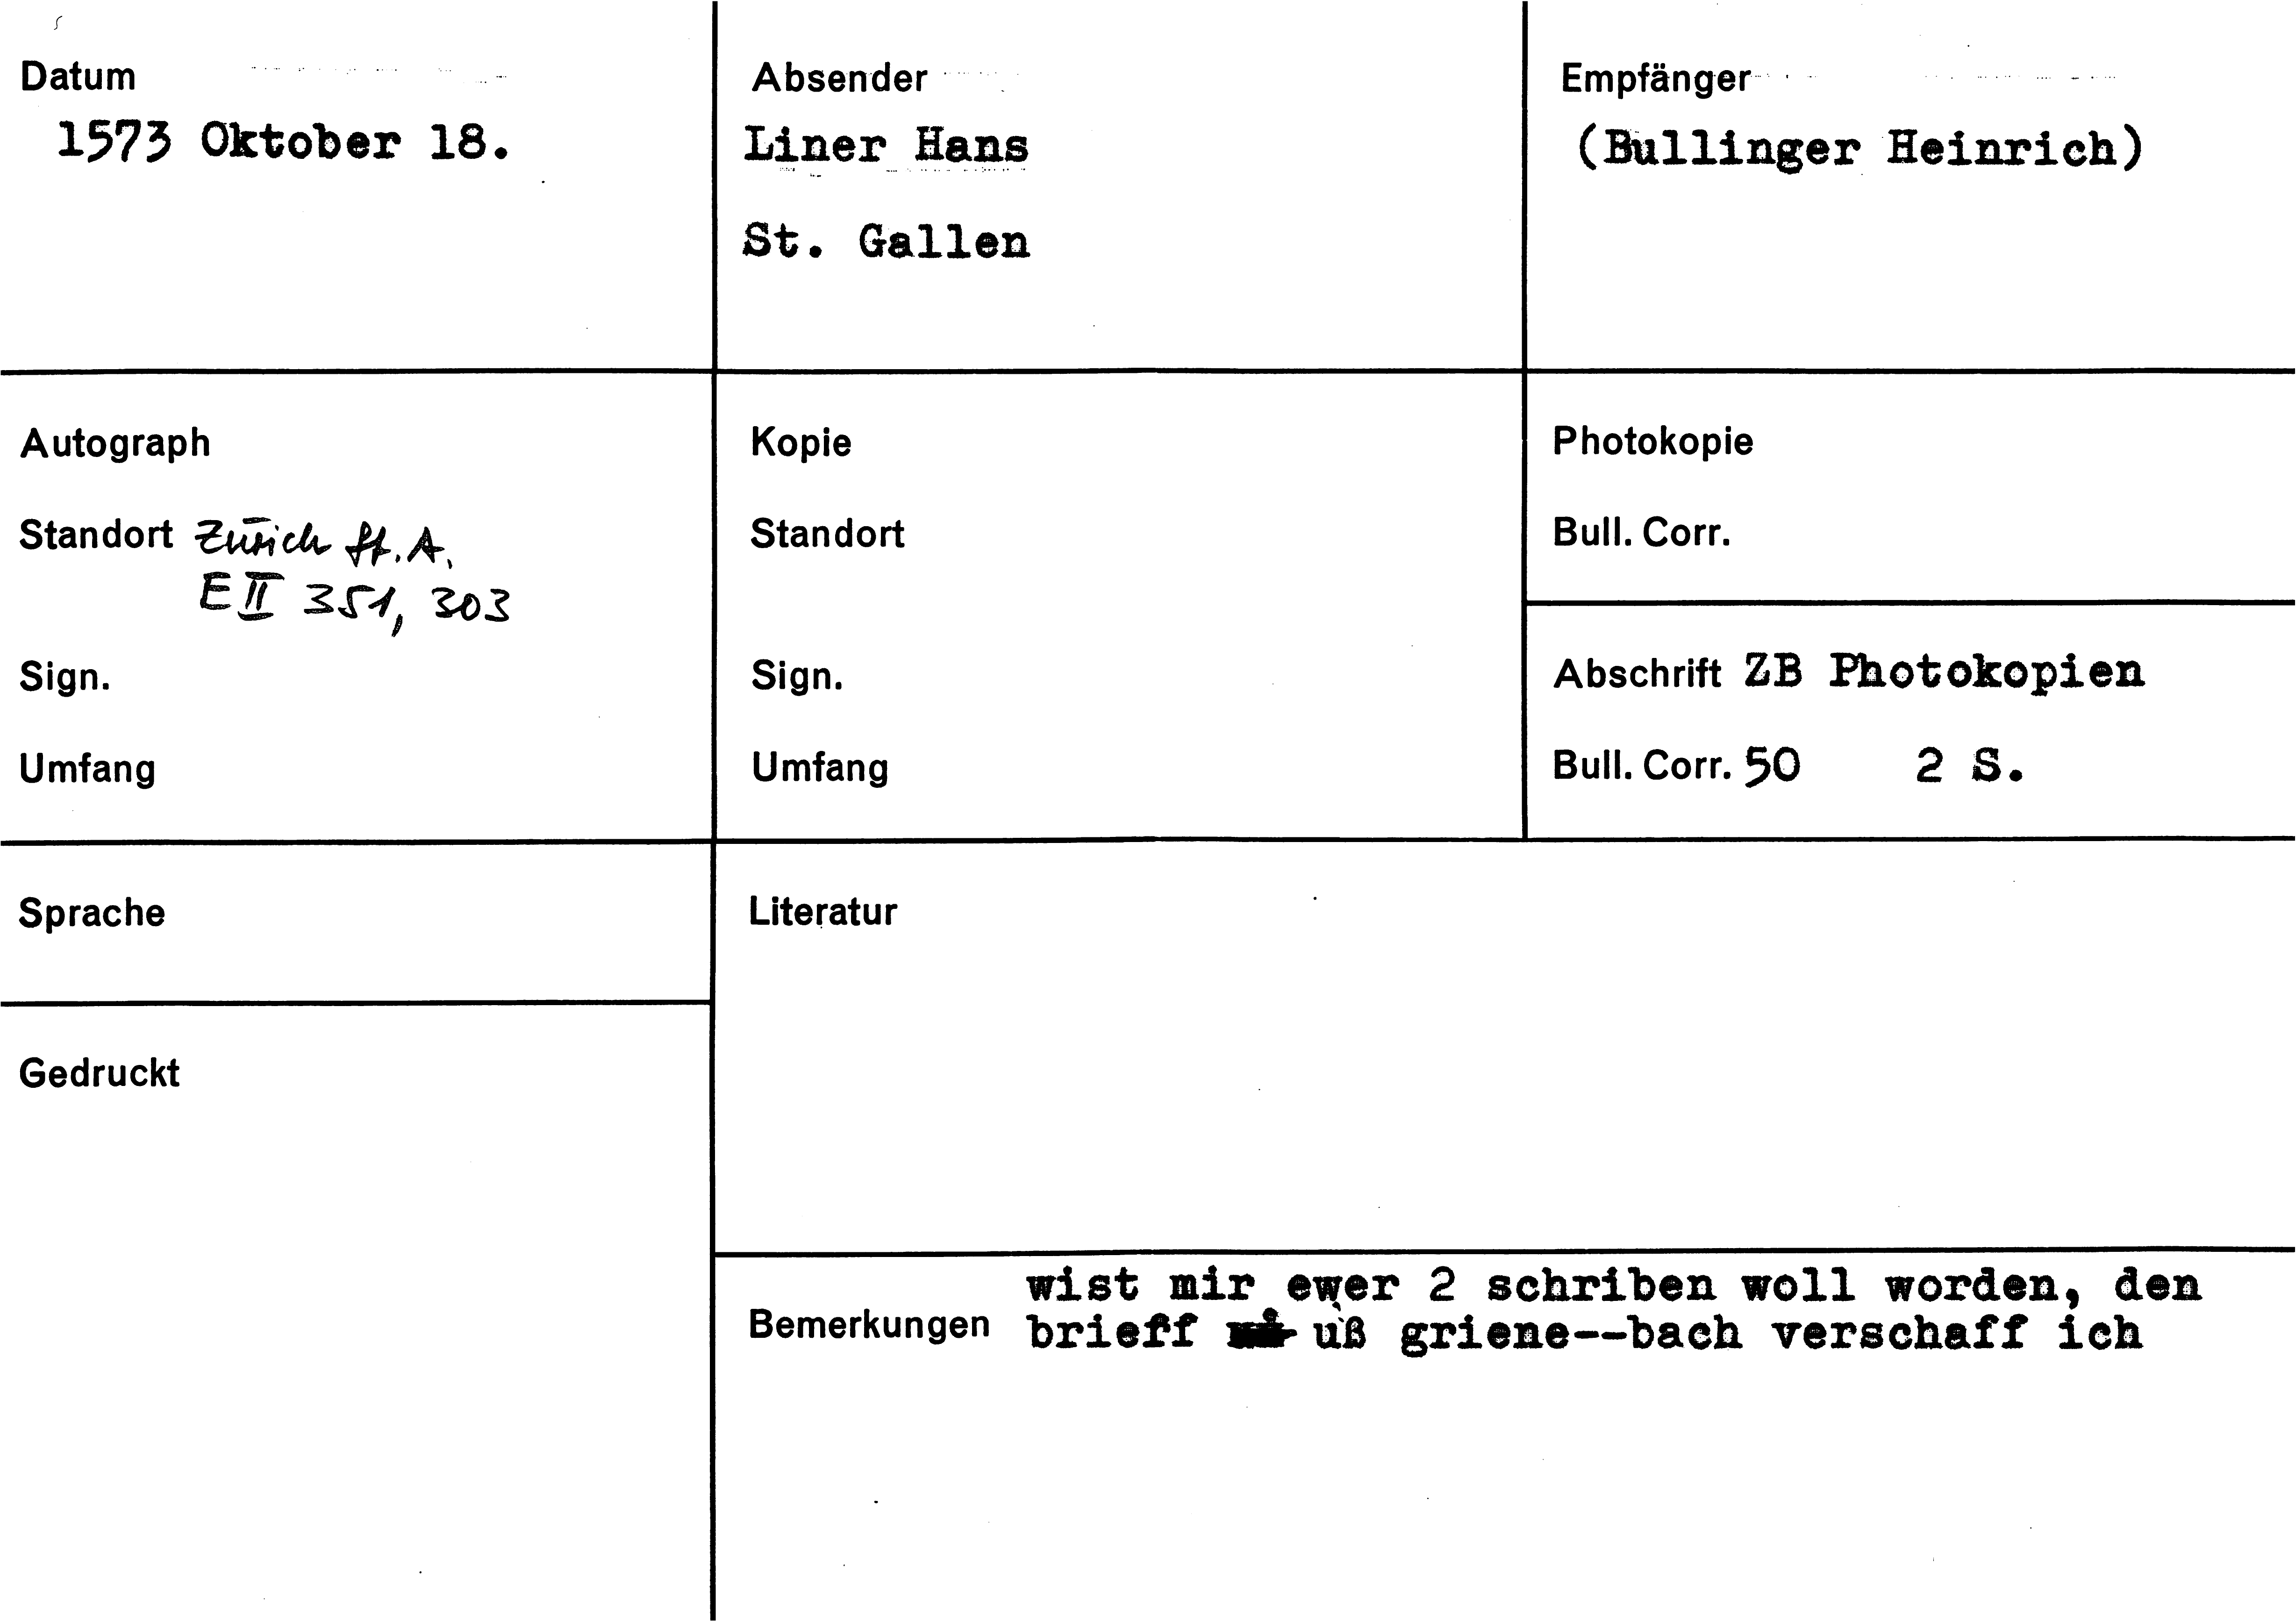 Datum
1573 Oktober 18.
Absender
Liner Hans
St. Gallen
Empfänger
(Bullinger Heinrich)
Autograph
Standort Zürich St.A.
E II 351, 303
Sign.
Umfang
Kopie
Standort
Sign.
Umfang
Photokopie
Bull. Corr.
Abschrift ZB Photokopien
Bull. Corr. 50 2 S.
Sprache
Gedruckt
Literatur
Bemerkungen
wist mir ewer 2 schriben woll worden, den
brieff uß griene--bach verschaff ich